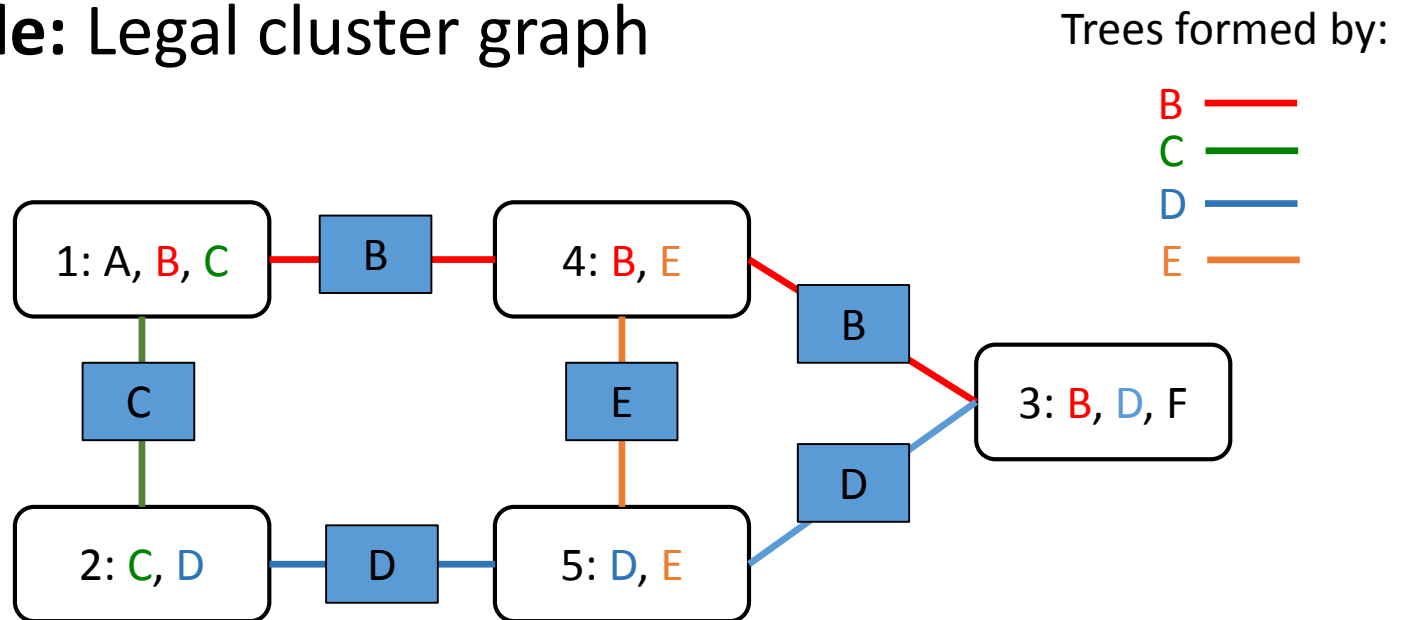 le: Legal cluster graph
Trees formed by:
B
C
D
E
1: A, B, C
B
4: B, E
B
C
E
3: B, D, F
D
2: C, D
D
5: D, E